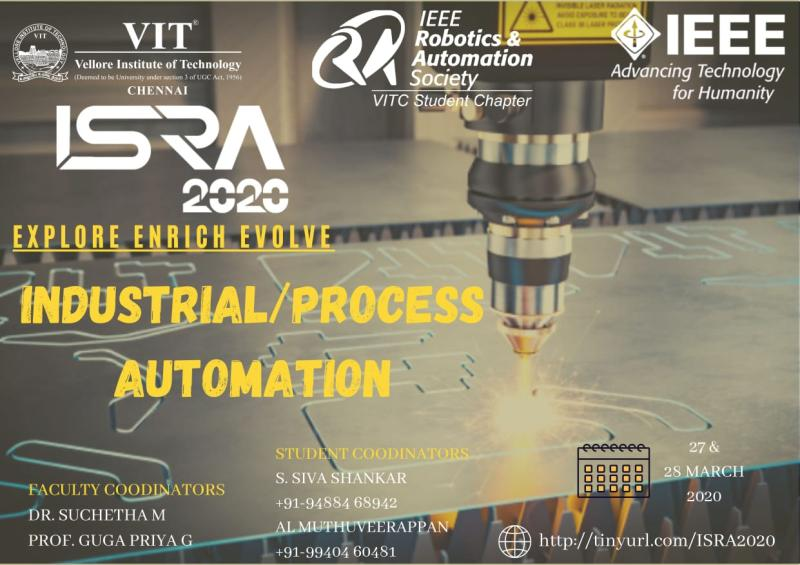 VIT®
Vellore Institute of Technology
(Deemed to be University under section 3 of UGC Act, 1956)
CHENNAI
IEEE
Robotics &
Automation
Society
VITC Student Chapter
IEEE
Advancing Technology
for Humanity
ISRA
2020
EXPLORE ENRICH EVOLVE
INDUSTRIAL/PROCESS
AUTOMATION
FACULTY COODINATORS
DR. SUCHETHA M
PROF. GUGA PRIYA G
STUDENT COODINATORS
S. SIVA SHANKAR
+91-94884 68942
AL MUTHUVEERAPPAN
+91-99404 60481
27 &
28 MARCH
2020
http://tinyurl.com/ISRA2020